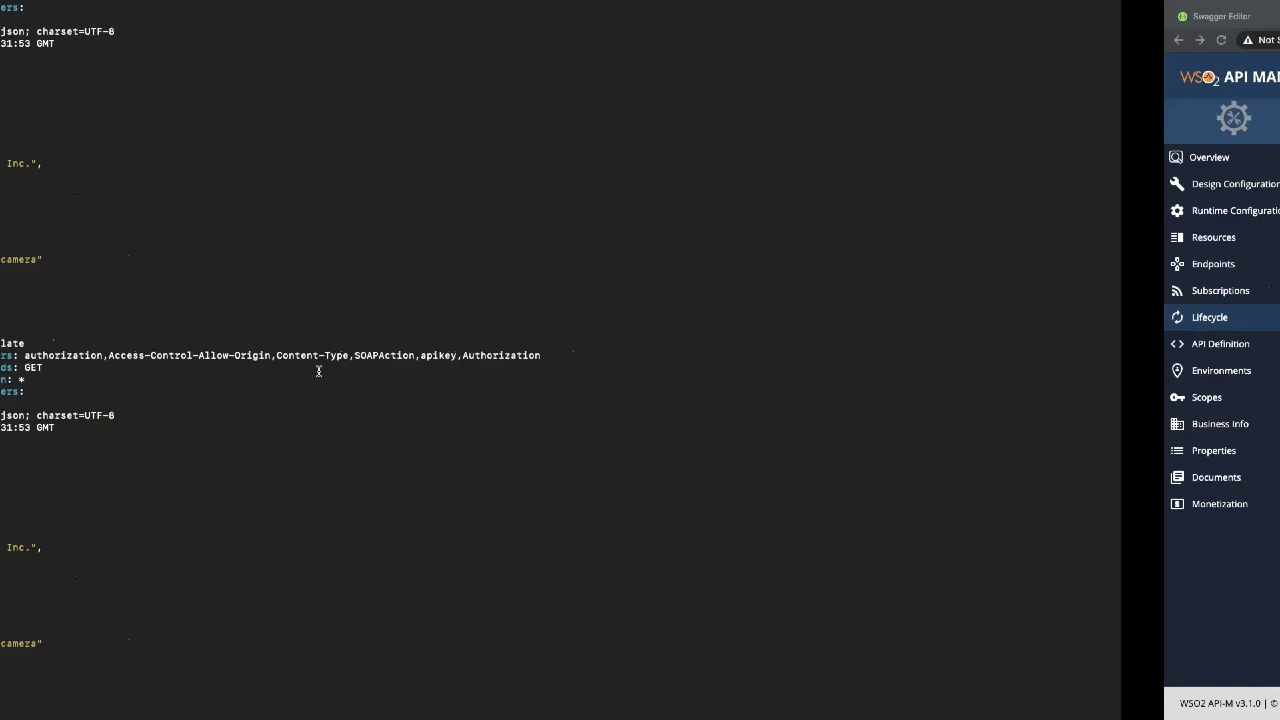 ers:
json; charset=UTF-8
31:53 GMT
Inc.",
camera"
late
rs: authorization,Access-Control-Allow-Origin,Content-Type,SOAPAction,apikey,Authorization
ds: GET
n: *
ers:
json; charset=UTF-8
31:53 GMT
Inc.",
camera"
Swagger Editor
Not S
WSO2 API MAN
Overview
Design Configuration
Runtime Configurati
Resources
Endpoints
Subscriptions
Lifecycle
API Definition
Environments
Scopes
Business Info
Properties
Documents
Monetization
WSO2 API-M v3.1.0 | ©